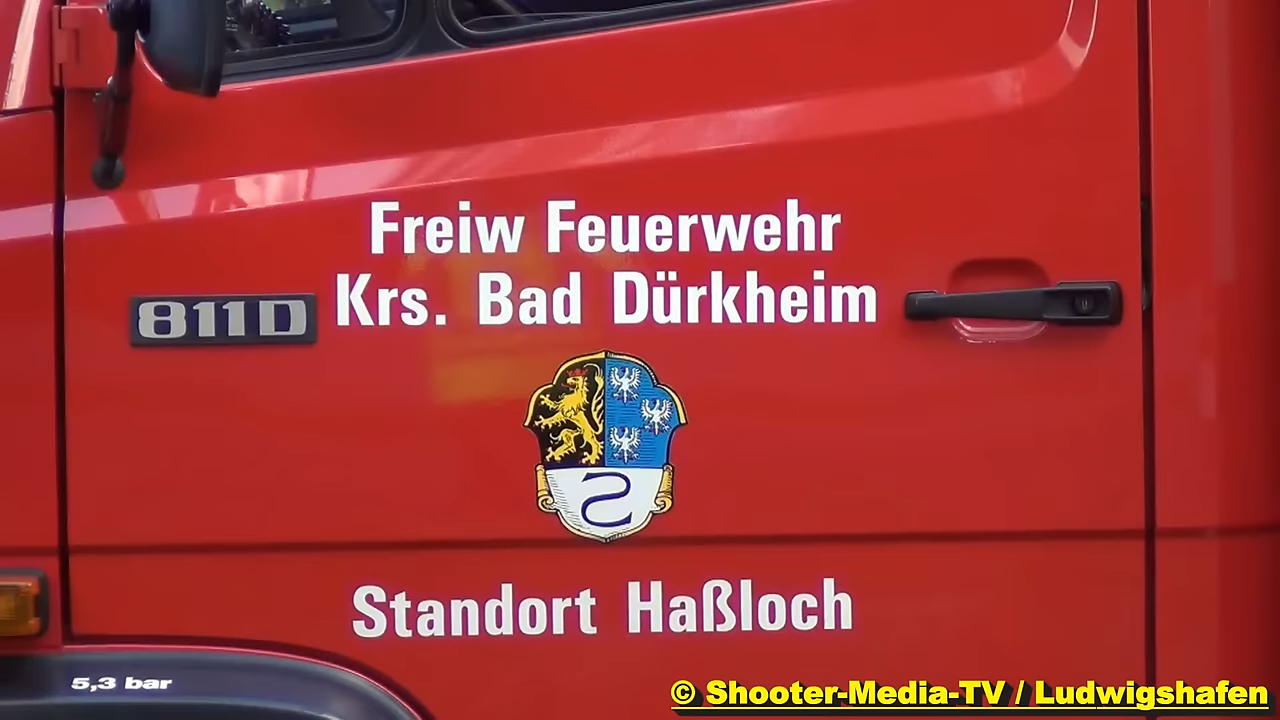 Freiw Feuerwehr
Krs. Bad Dürkheim
811D
Standort Haßloch
5,3 bar
© Shooter-Media-TV / Ludwigshafen